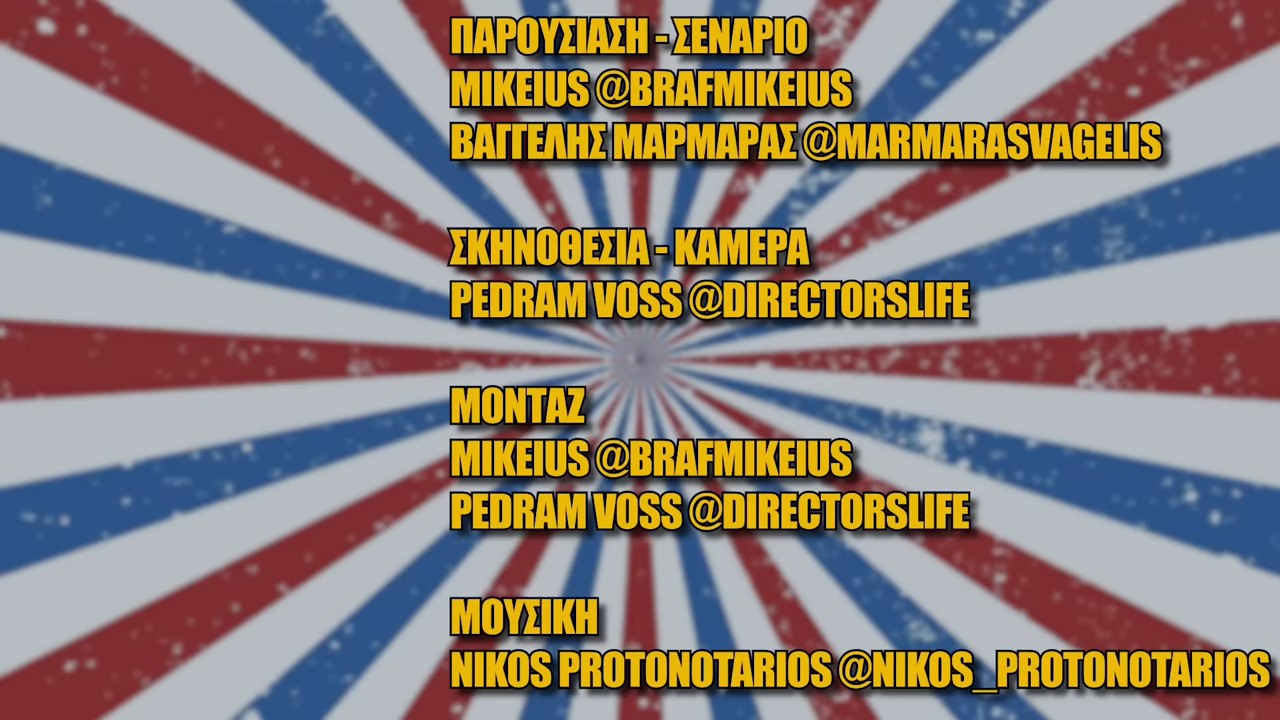 ΠΑΡΟΥΣΙΑΣΗ - ΣΕΝΑΡΙΟ
MIKEIUS @BRAFMIKEIUS
ΒΑΓΓΕΛΗΣ ΜΑΡΜΑΡΑΣ @MARMARASVAGELIS
ΣΚΗΝΟΘΕΣΙΑ - ΚΑΜΕΡΑ
PEDRAM VOSS @DIRECTORSLIFE
ΜΟΝΤΑΖ
MIKEIUS @BRAFMIKEIUS
PEDRAM VOSS @DIRECTORSLIFE
ΜΟΥΣΙΚΗ
NIKOS PROTONOTARIOS @NIKOS_PROTONOTARIOS